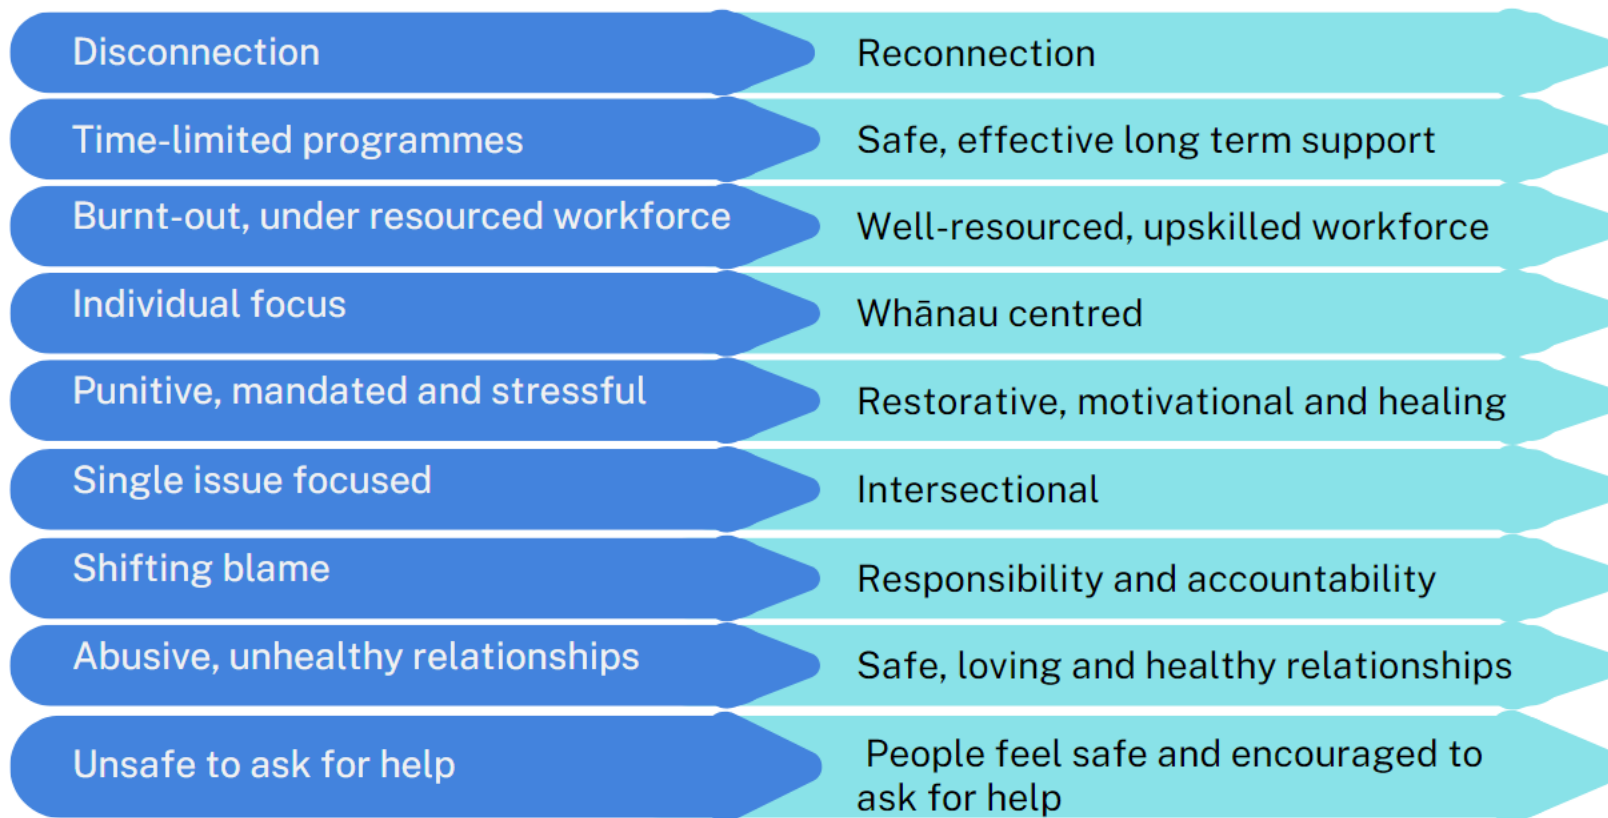 Disconnection
Reconnection
Time-limited programmes
Safe, effective long term support
Burnt-out, under resourced workforce
Well-resourced, upskilled workforce
Individual focus
Whānau centred
Punitive, mandated and stressful
Restorative, motivational and healing
Single issue focused
Intersectional
Shifting blame
Responsibility and accountability
Abusive, unhealthy relationships
Safe, loving and healthy relationships
Unsafe to ask for help
People feel safe and encouraged to
ask for help